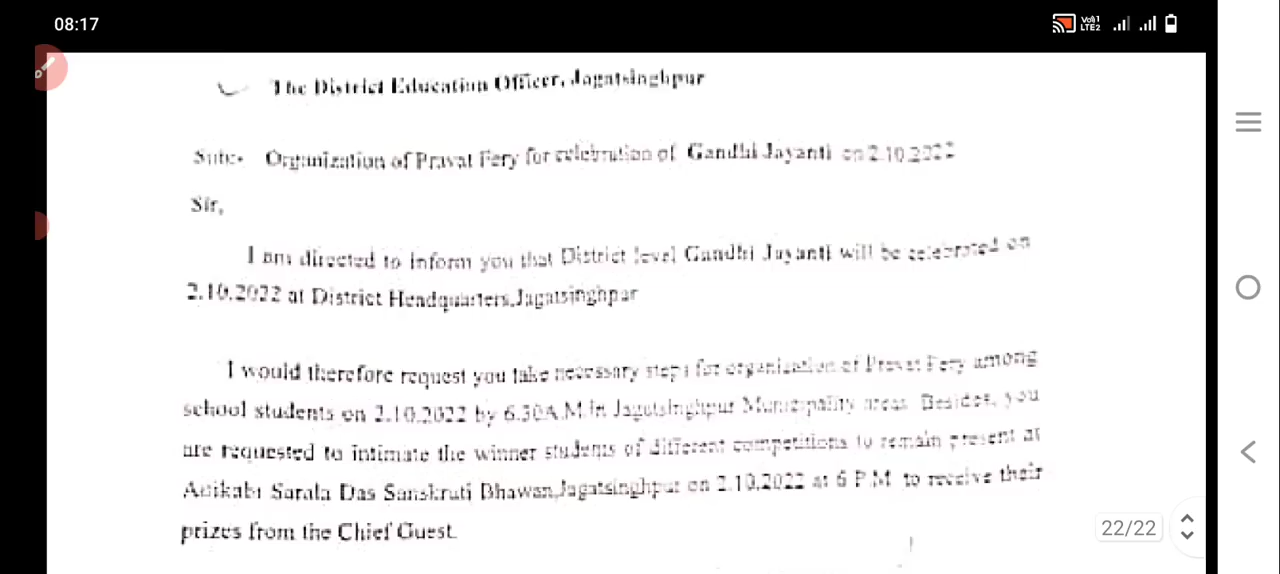 08:17
Vo1
LTE2
The District Education Officer, Jagatsinghpur
Sub:- Organization of Pravat Fery for celebration of Gandhi Jayanti on 2.10.2022
Sir,
I am directed to inform you that District level Gandhi Jayanti will be celebrated on
2.10.2022 at District Headquarters,Jagatsinghpur
I would therefore request you take necessary steps for organization of Pravat Fery among
school students on 2.10.2022 by 6.30A.M in Jagatsinghpur Municipality areas. Besides, you
are requested to intimate the winner students of different competitions to remain present at
Adikabi Sarala Das Sanskruti Bhawan,Jagatsinghpur on 2.10.2022 at 6 P.M to receive their
prizes from the Chief Guest.
22/22